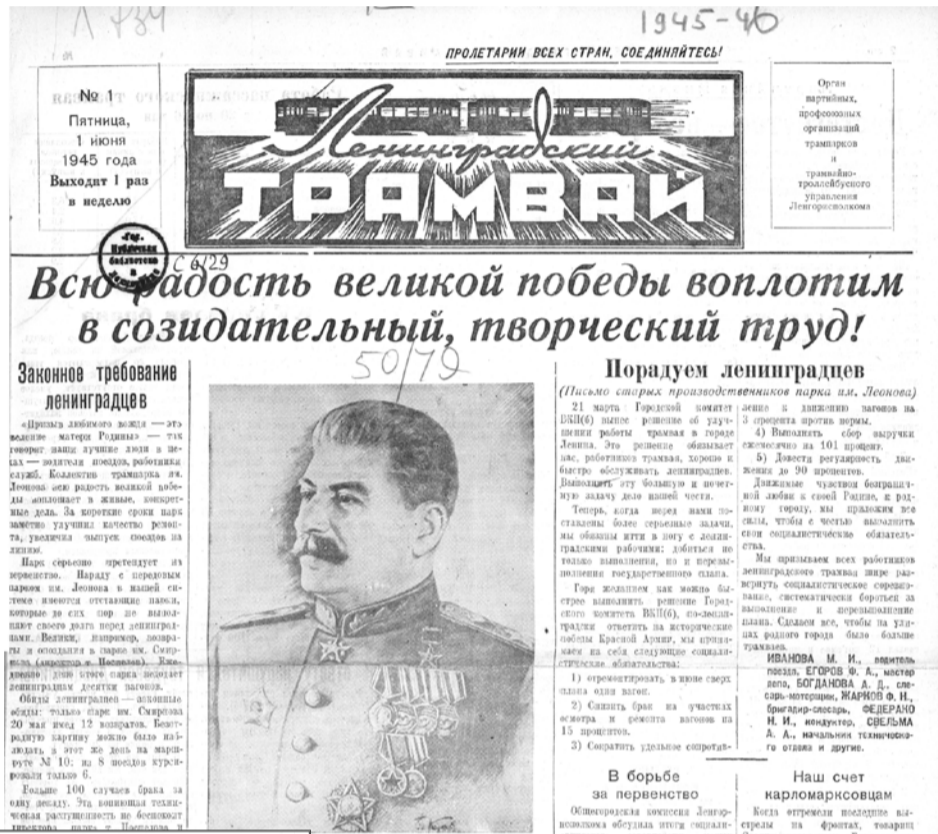 1945-46
ПРОЛЕТАРИИ ВСЕХ СТРАН, СОЕДИНЯЙТЕСЬ!
№ 1
Пятница,
1 июня
1945 года
Выходит 1 раз
в неделю
Ленинградский
ТРАМВАЙ
Орган
партийных,
профсоюзных
организаций
трампарков
и
трамвайно-
троллейбусного
управления
Ленгорисполкома
Гос.
Публичная
библиотека
в
Ленинграде
С 6/29
Всю радость великой победы воплотим
в созидательный, творческий труд!
50/79
Законное требование
ленинградцев
«Призыв любимого вождя — это
веление матери Родины» — так
говорят наши лучшие люди в це-
хах — водители поездов, работники
служб. Коллектив трампарка им.
Леонова всю радость великой побе-
ды воплощает в живые, конкрет-
ные дела. За короткие сроки парк
заметно улучшил качество ремон-
та, увеличил выпуск поездов на
линию.
Парк серьезно претендует на
первенство. Наряду с передовым
парком им. Леонова в нашей си-
стеме имеются отстающие парки,
которые до сих пор не выпол-
няют своего долга перед ленинград-
цами. Велики, например, возвра-
ты и опоздания в парке им. Смир-
нова (директор т. Поспелов). Еже-
дневно дно этого парка недодает
ленинградцам десятки вагонов.
Обиды ленинградцев — законные
обиды: только парк им. Смирнова
20 мая имел 12 возвратов. Безот-
радную картину можно было наб-
людать в этот же день на марш-
руте № 10: из 8 поездов курси-
ровали только 6.
Больше 100 случаев брака за
одну декаду. Эта вопиющая техни-
ческая распущенность не беспокоит
директора парка т. Поспелова и
Порадуем ленинградцев
(Письмо старых производственников парка им. Леонова)
21 марта Городской комитет
ВКП(б) вынес решение об улуч-
шении работы трамвая в городе
Ленина. Это решение обязывает
нас, работников трамвая, хорошо и
быстро обслуживать ленинградцев.
Выполнить эту большую и почет-
ную задачу дело нашей чести.
Теперь, когда перед нами по-
ставлены более серьезные задачи,
мы обязаны итти в ногу с ленин-
градскими рабочими: добиться не
только выполнения, но и перевы-
полнения государственного плана.
Горя желанием как можно бы-
стрее выполнить решение Город-
ского комитета ВКП(б), по-ленин-
градски ответить на исторические
победы Красной Армии, мы прини-
маем на себя следующие социали-
стические обязательства:
1) отремонтировать в июне сверх
плана один вагон.
2) Снизить брак на участках
осмотра и ремонта вагонов на
15 процентов.
3) Сократить удельное сопротив-
ление к движению вагонов на
3 процента против нормы.
4) Выполнять сбор выручки
ежемесячно на 101 процент.
5) Довести регулярность дви-
жения до 90 процентов.
Движимые чувством безгранич-
ной любви к своей Родине, к род-
ному городу, мы приложим все
силы, чтобы с честью выполнить
свои социалистические обязатель-
ства.
Мы призываем всех работников
ленинградского трамвая шире раз-
вернуть социалистическое соревно-
вание, систематически бороться за
выполнение и перевыполнение
плана. Сделаем все, чтобы на ули-
цах родного города было больше
трамваев.
ИВАНОВА М. И., водитель
поезда, ЕГОРОВ Ф. А., мастер
депо, БОГДАНОВА А. Д., сле-
сарь-моторщик, ЖАРКОВ Ф. Н.,
бригадир-слесарь, ФЕДЕРАКО
Н. И., кондуктор, СВЕЛЬМА
А. А., начальник техническо-
го отдела и другие.
В борьбе
за первенство
Общегородская комиссия Ленгор-
исполкома обсудила итоги социали-
Наш счет
карломарксовцам
Когда отгремели последние вы-
стрелы на фронтах, товарищ